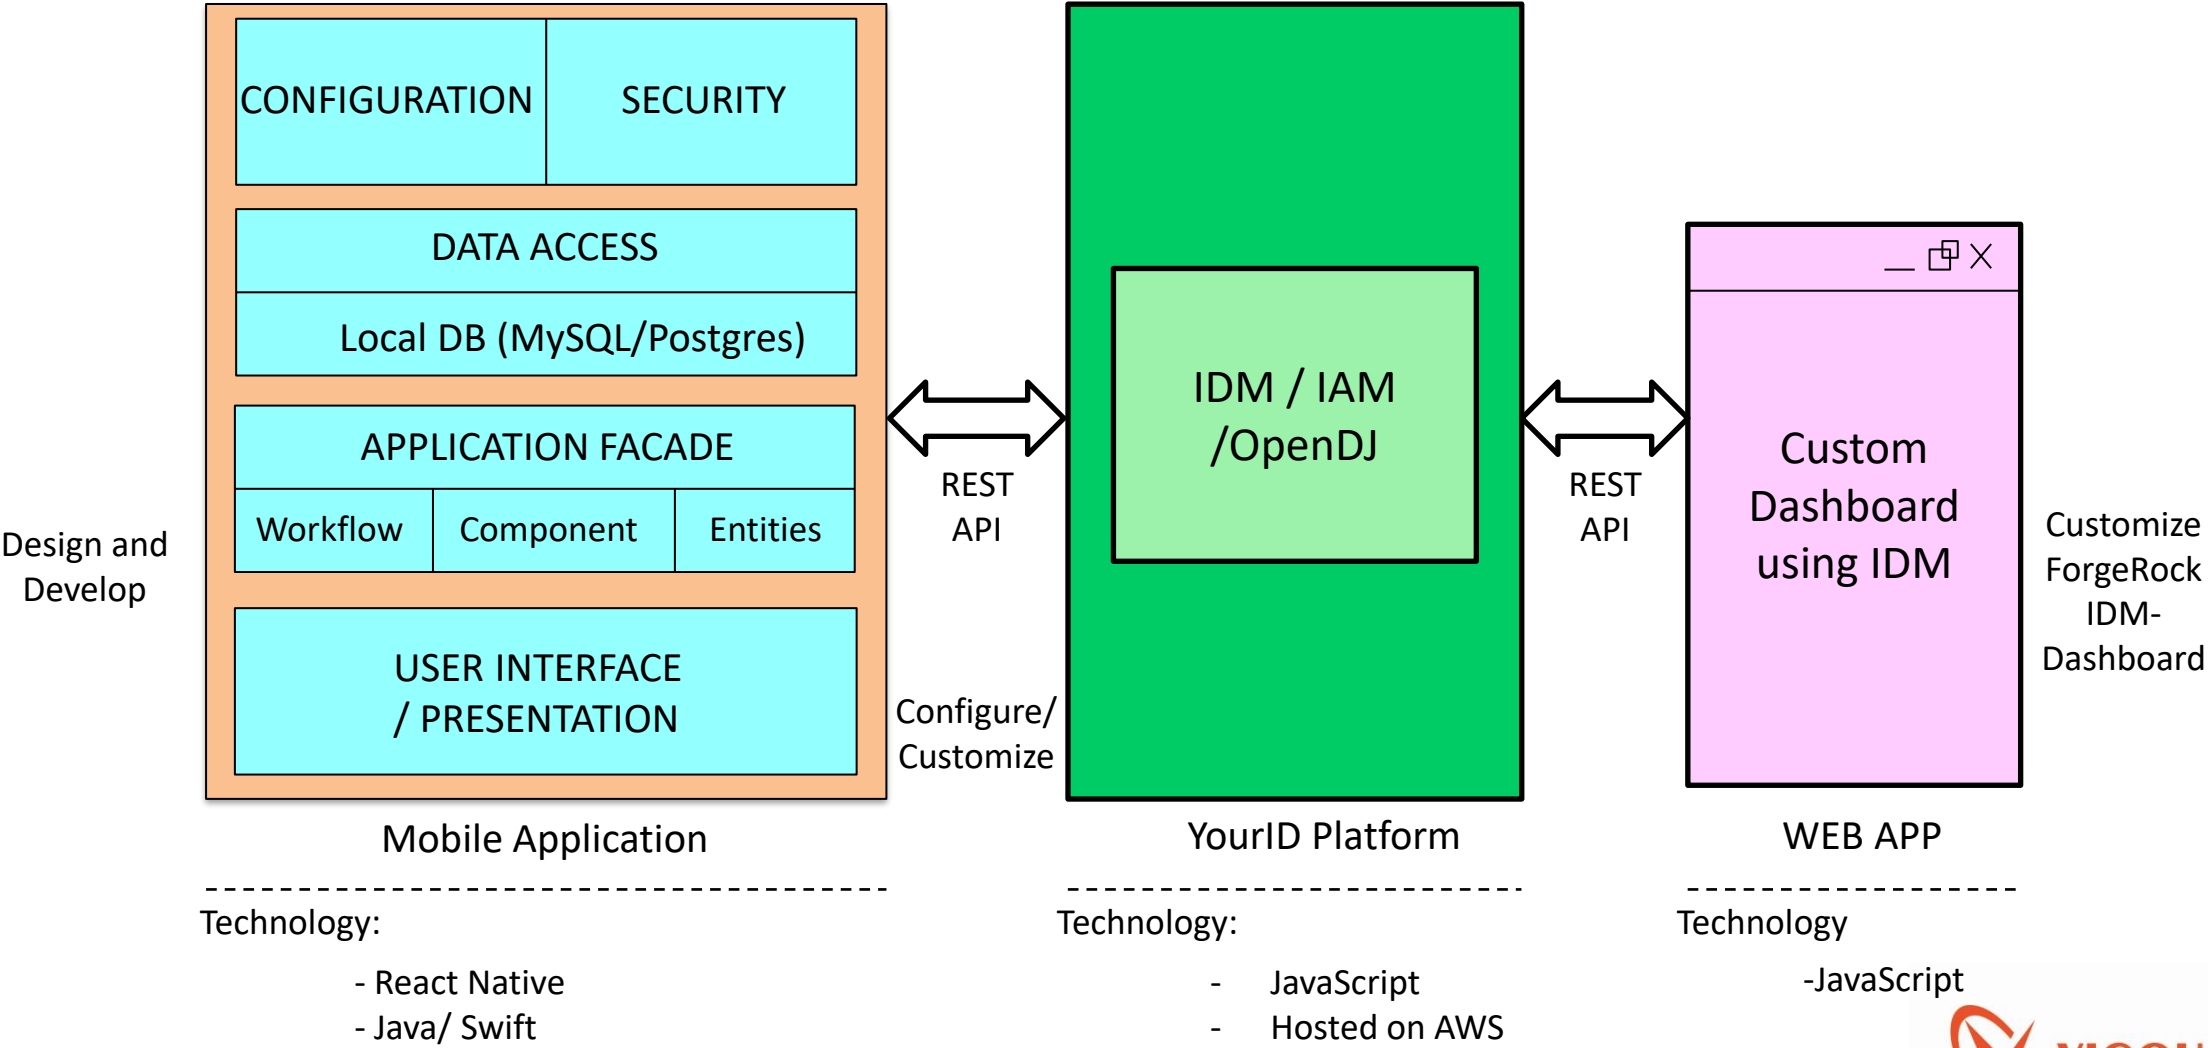 CONFIGURATION
SECURITY
DATA ACCESS
Local DB (MySQL/Postgres)
APPLICATION FACADE
Workflow
Component
Entities
USER INTERFACE
/ PRESENTATION
Design and
Develop
Mobile Application
Technology:
- React Native
- Java/ Swift
REST
API
Configure/
Customize
IDM / IAM
/OpenDJ
YourID Platform
Technology:
- JavaScript
- Hosted on AWS
REST
API
Custom
Dashboard
using IDM
Customize
ForgeRock
IDM-
Dashboard
WEB APP
Technology
-JavaScript